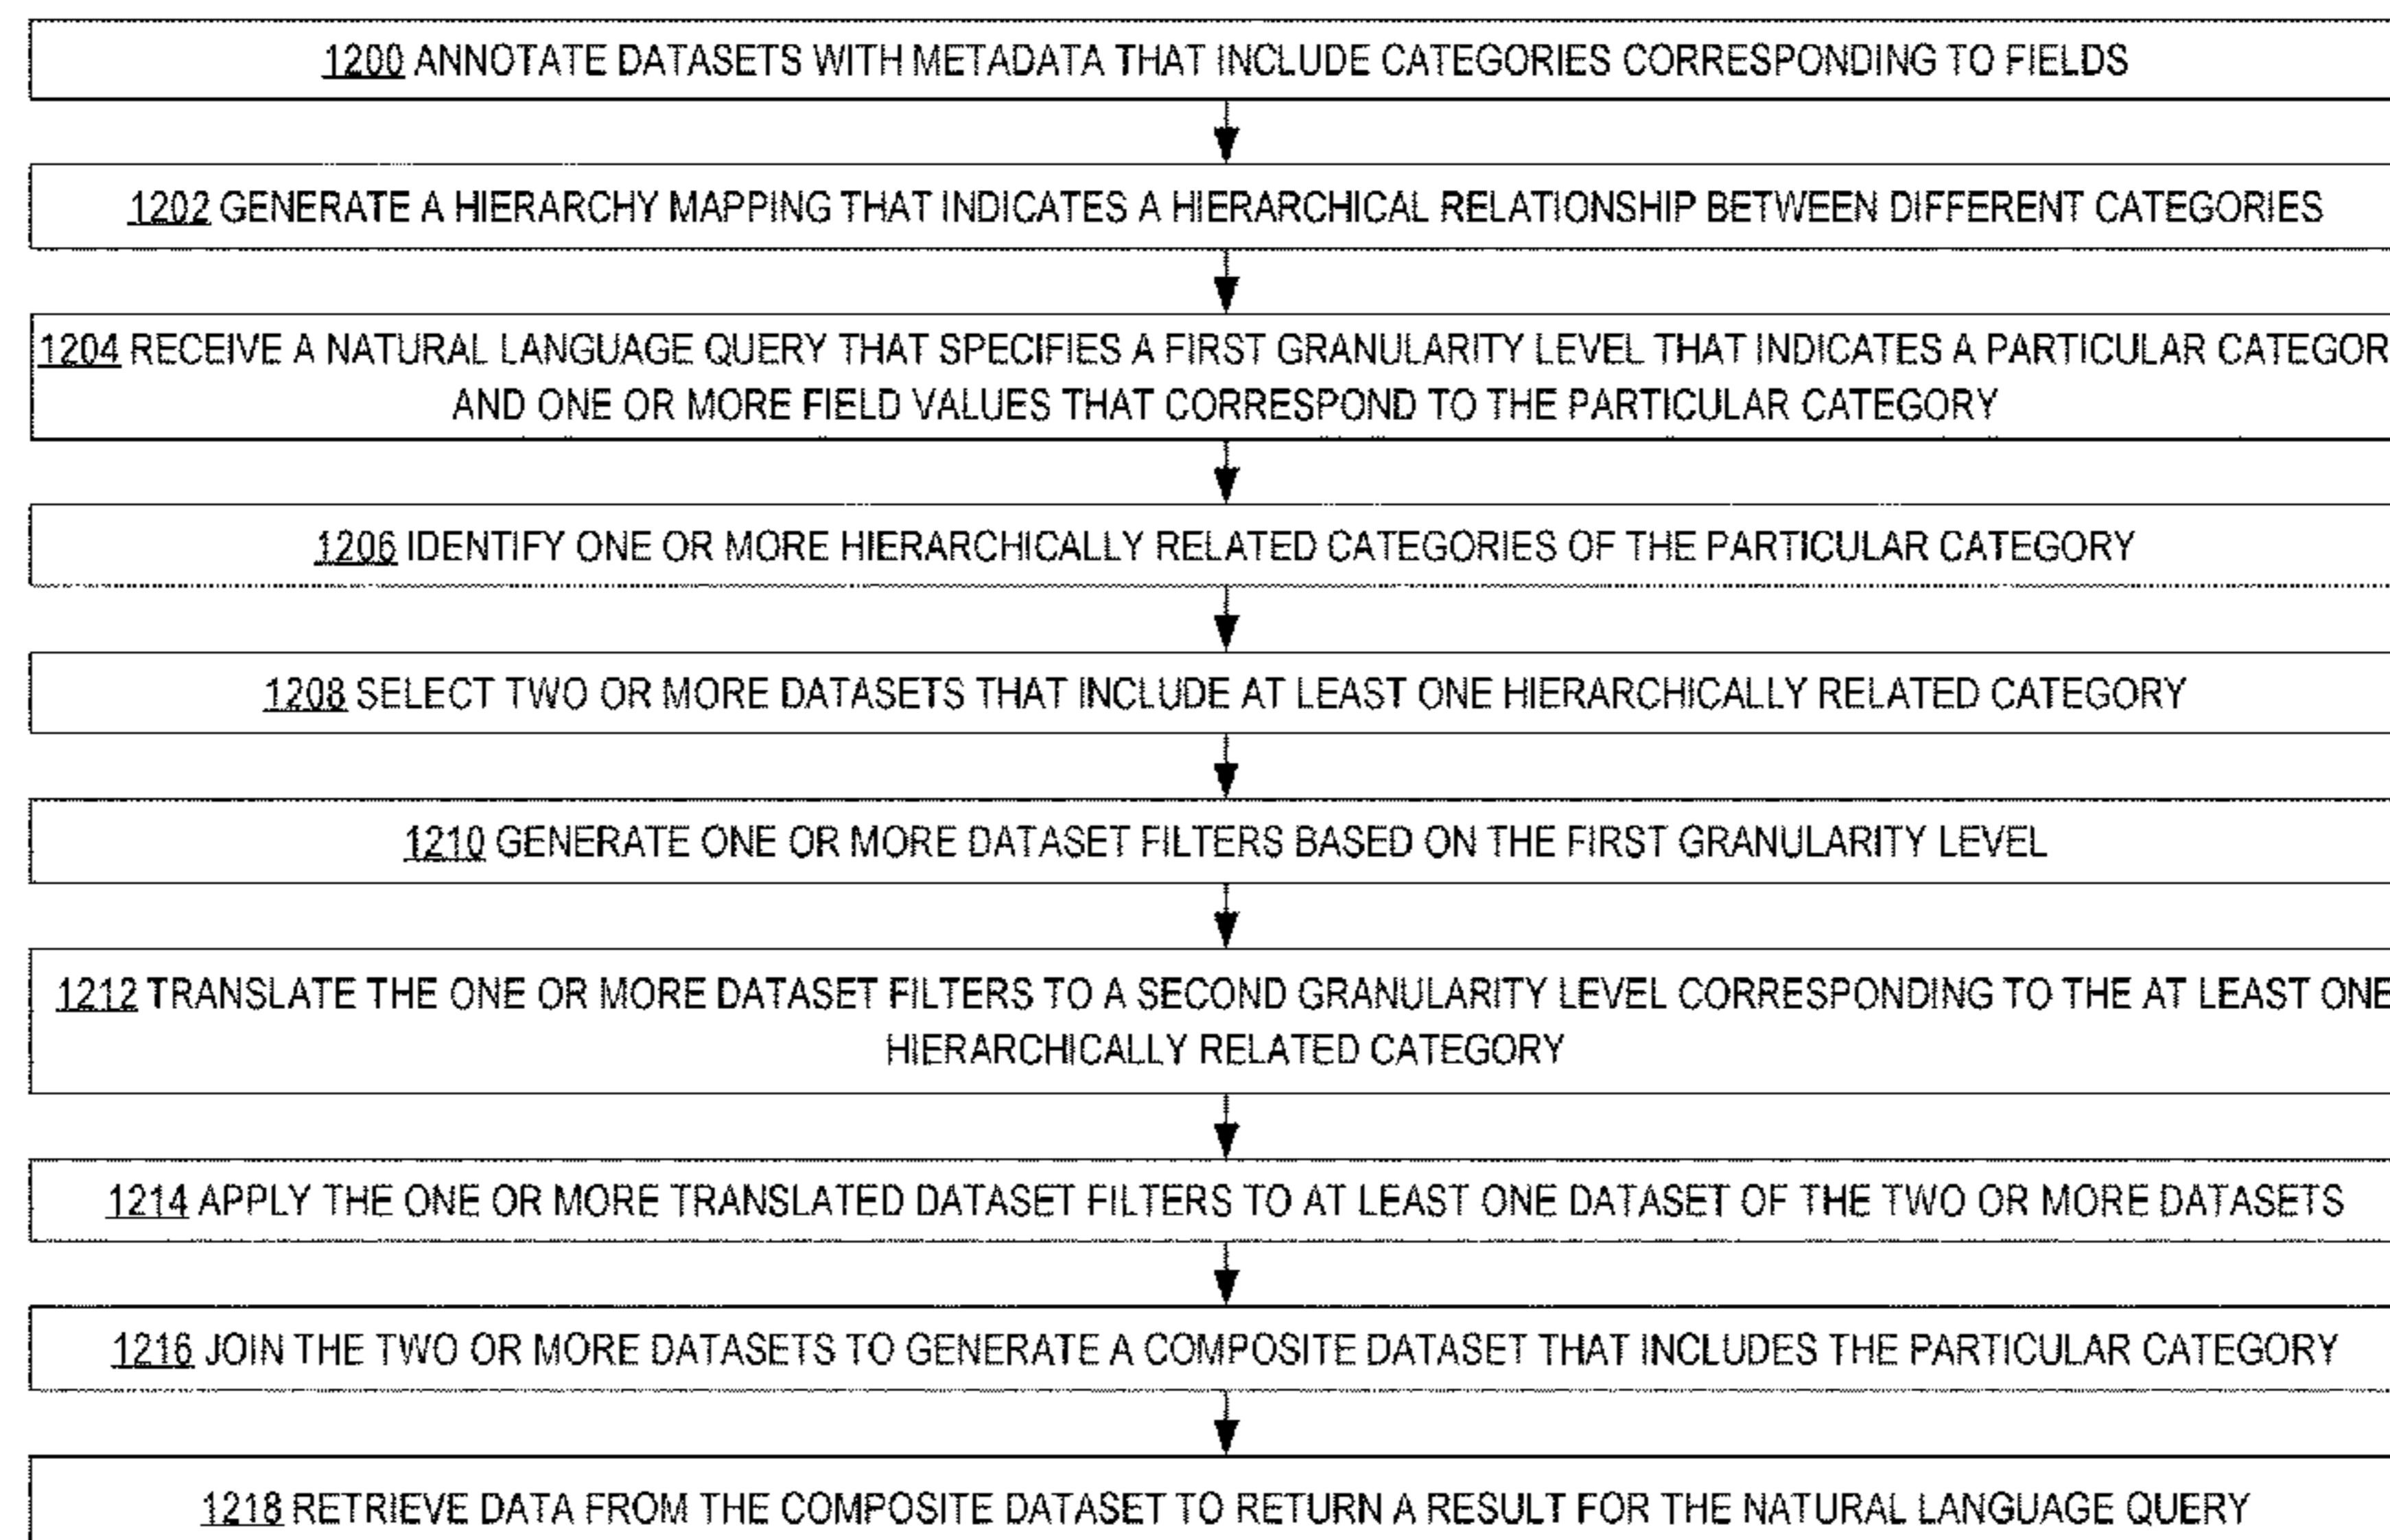 1200 ANNOTATE DATASETS WITH METADATA THAT INCLUDE CATEGORIES CORRESPONDING TO FIELDS
1202 GENERATE A HIERARCHY MAPPING THAT INDICATES A HIERARCHICAL RELATIONSHIP BETWEEN DIFFERENT CATEGORIES
1204 RECEIVE A NATURAL LANGUAGE QUERY THAT SPECIFIES A FIRST GRANULARITY LEVEL THAT INDICATES A PARTICULAR CATEGOR
AND ONE OR MORE FIELD VALUES THAT CORRESPOND TO THE PARTICULAR CATEGORY
1206 IDENTIFY ONE OR MORE HIERARCHICALLY RELATED CATEGORIES OF THE PARTICULAR CATEGORY
1208 SELECT TWO OR MORE DATASETS THAT INCLUDE AT LEAST ONE HIERARCHICALLY RELATED CATEGORY
1210 GENERATE ONE OR MORE DATASET FILTERS BASED ON THE FIRST GRANULARITY LEVEL
1212 TRANSLATE THE ONE OR MORE DATASET FILTERS TO A SECOND GRANULARITY LEVEL CORRESPONDING TO THE AT LEAST ONE
HIERARCHICALLY RELATED CATEGORY
1214 APPLY THE ONE OR MORE TRANSLATED DATASET FILTERS TO AT LEAST ONE DATASET OF THE TWO OR MORE DATASETS
1216 JOIN THE TWO OR MORE DATASETS TO GENERATE A COMPOSITE DATASET THAT INCLUDES THE PARTICULAR CATEGORY
1218 RETRIEVE DATA FROM THE COMPOSITE DATASET TO RETURN A RESULT FOR THE NATURAL LANGUAGE QUERY